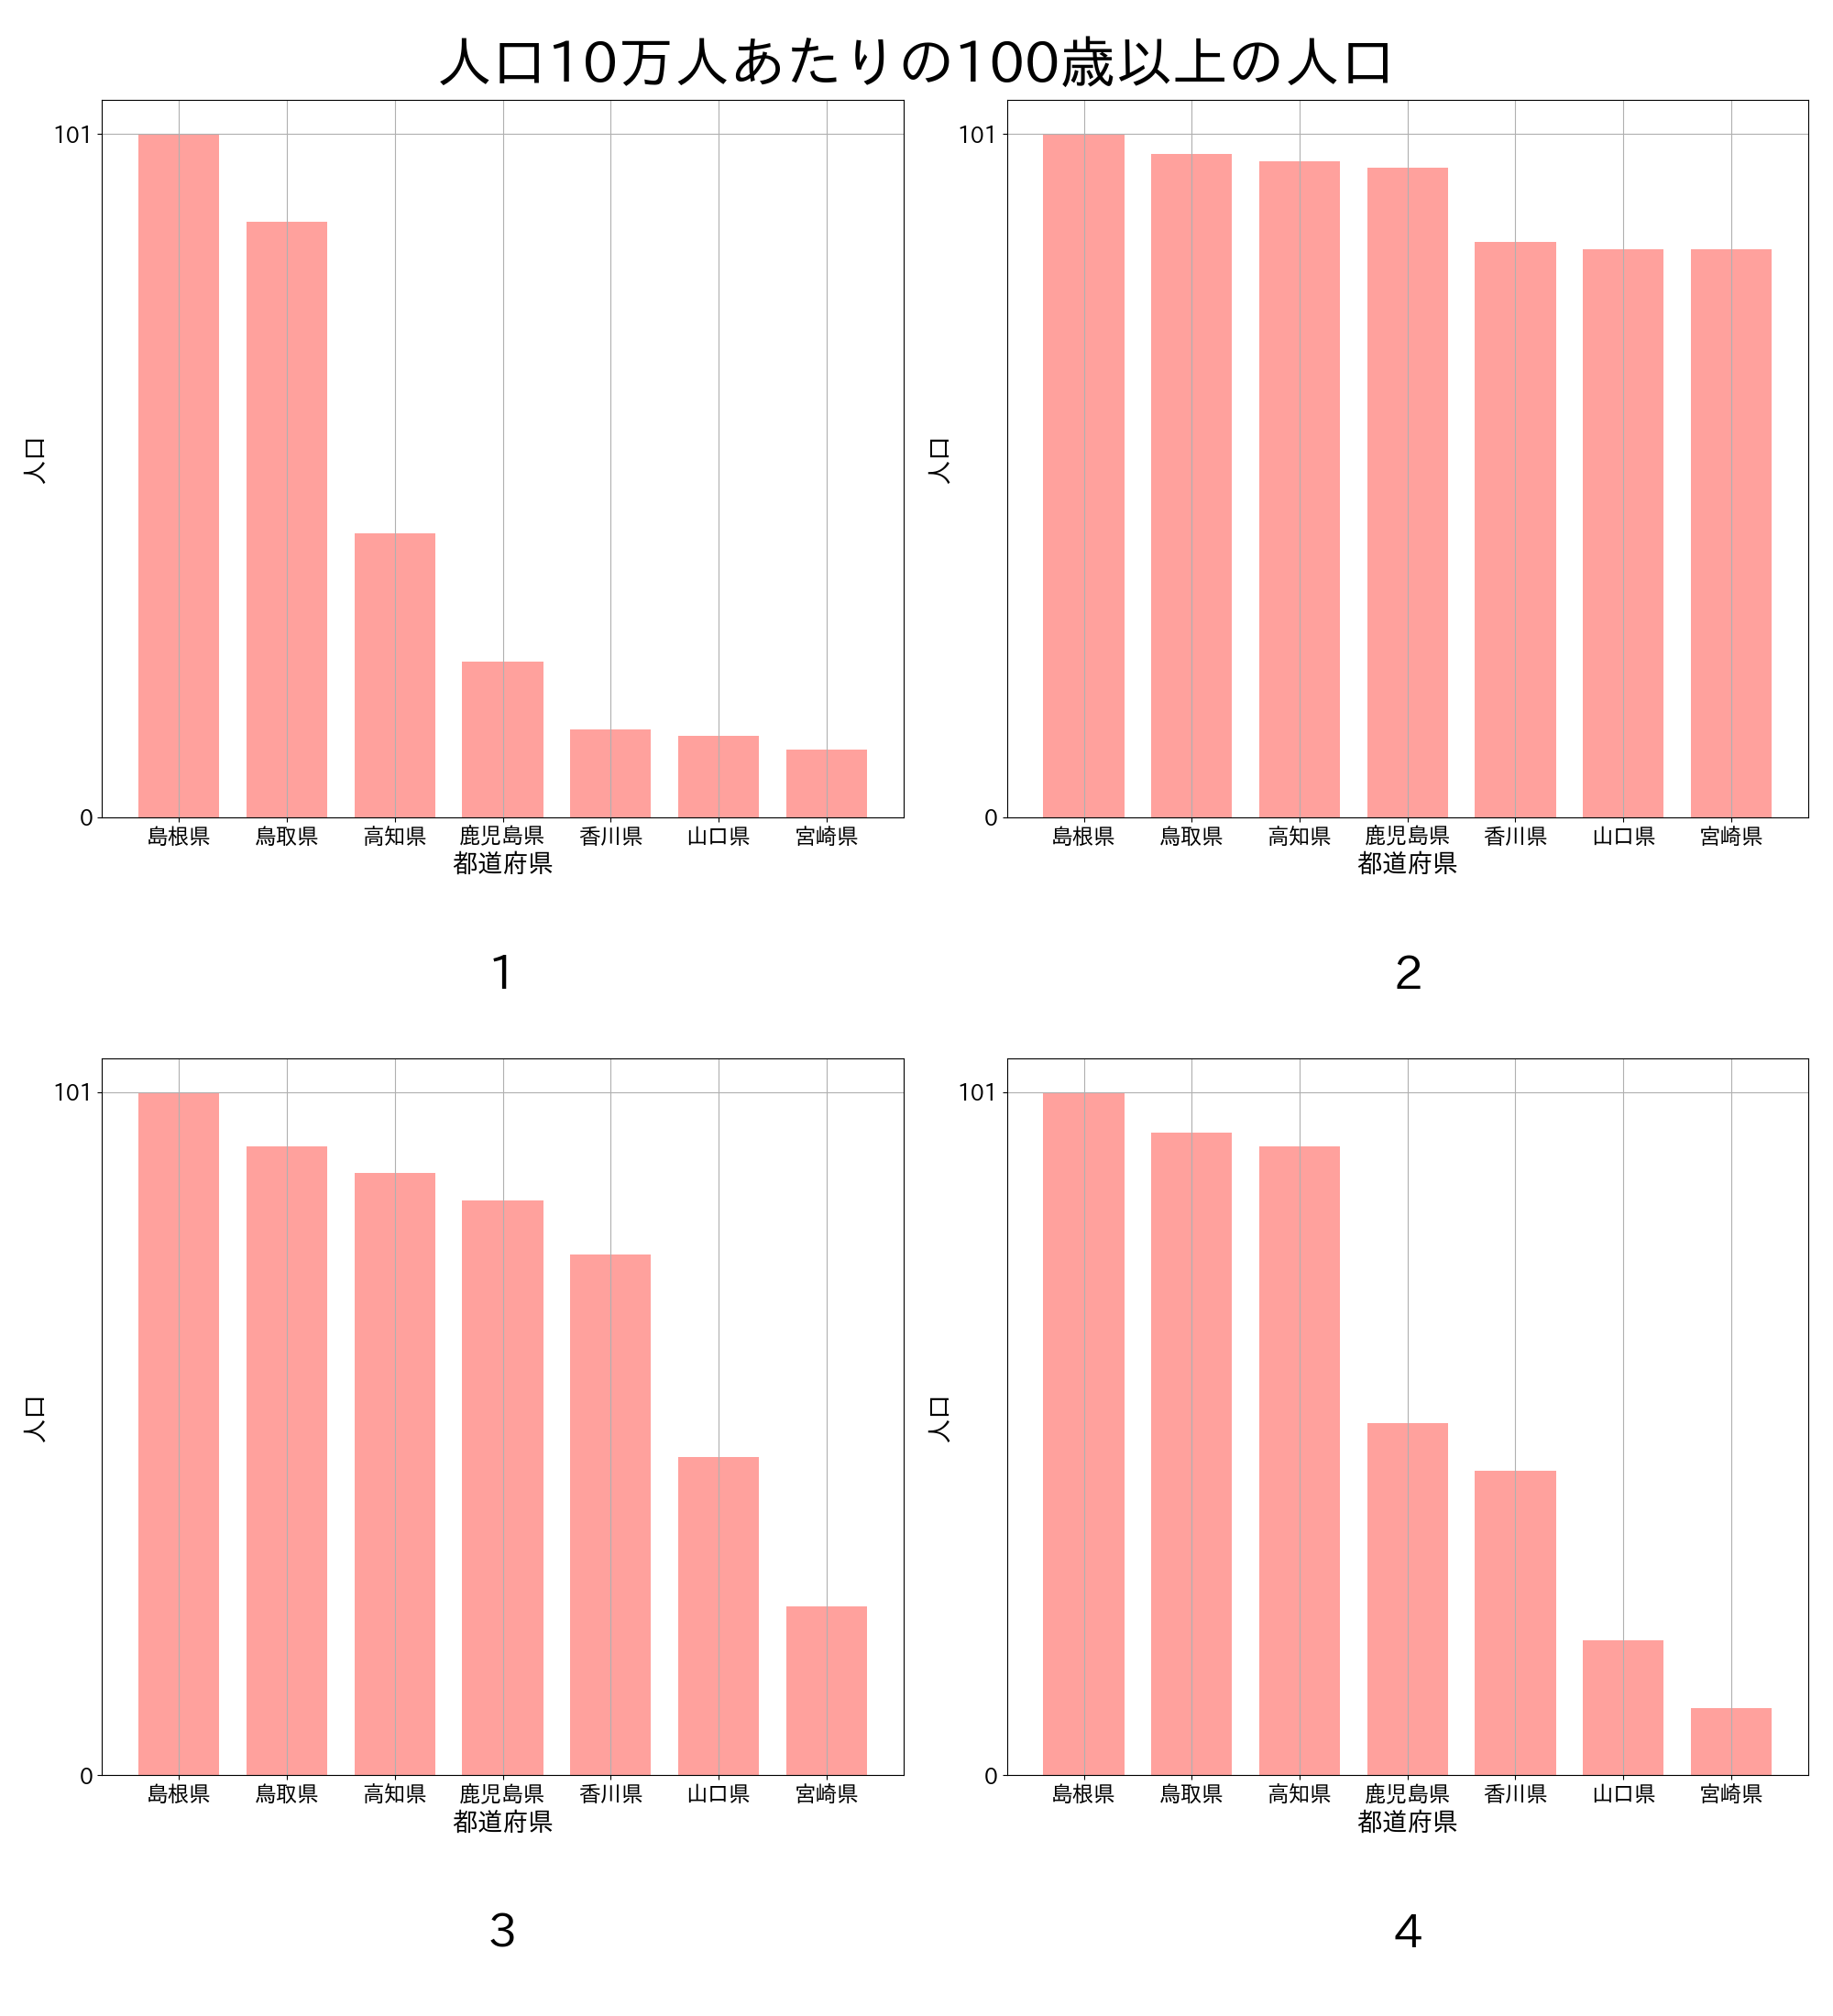 人口10万人あたりの100歳以上の人口
101
0
人口
島根県 鳥取県 高知県 鹿児島県 香川県 山口県 宮崎県
都道府県
1
101
0
人口
島根県 鳥取県 高知県 鹿児島県 香川県 山口県 宮崎県
都道府県
2
101
0
人口
島根県 鳥取県 高知県 鹿児島県 香川県 山口県 宮崎県
都道府県
3
101
0
人口
島根県 鳥取県 高知県 鹿児島県 香川県 山口県 宮崎県
都道府県
4